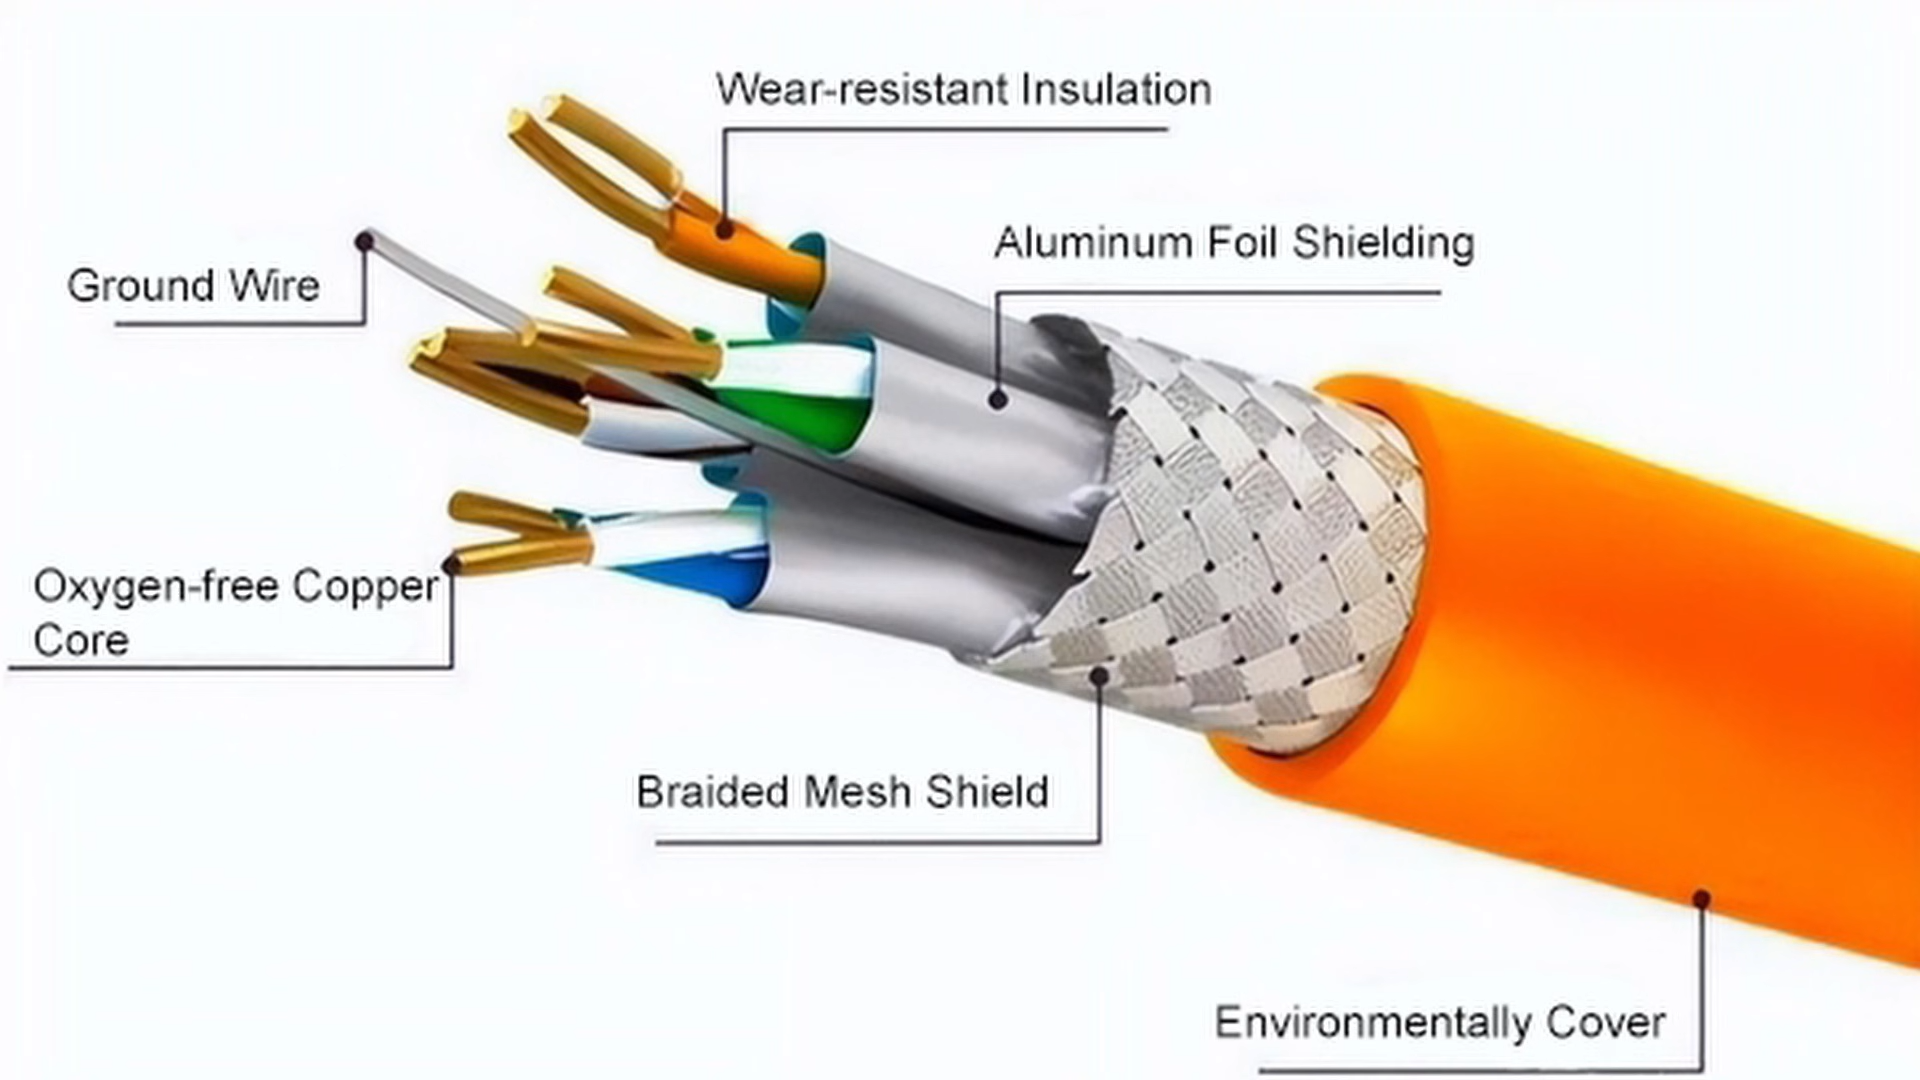 Wear-resistant Insulation
Aluminum Foil Shielding
Ground Wire
Oxygen-free Copper
Core
Braided Mesh Shield
Environmentally Cover